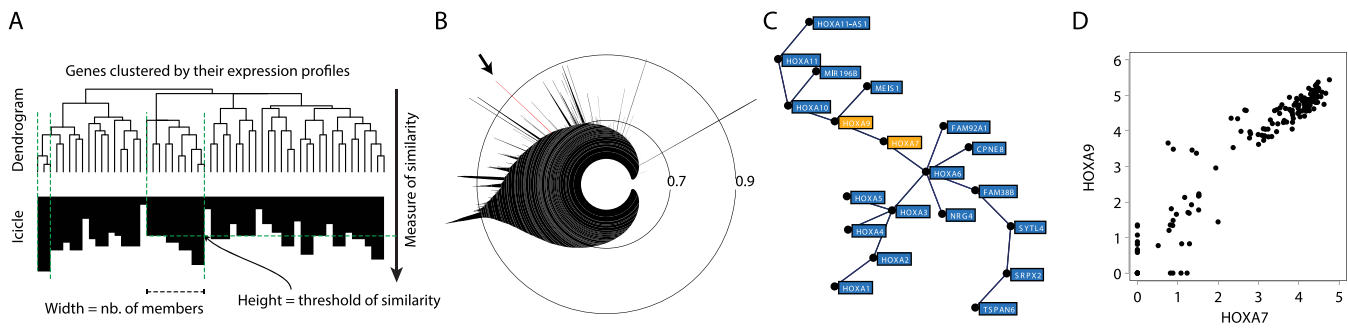 A
Genes clustered by their expression profiles
Dendrogram
Icicle
Measure of similarity
Width = nb. of members
Height = threshold of similarity
B
0.7
0.9
C
HOXA11-AS1
HOXA11
MIR196B
MEIS1
HOXA10
HOXA9
HOXA7
FAM92A1
CPNE8
HOXA6
FAM38B
HOXA5
HOXA3
NRG4
HOXA4
SYTL4
HOXA2
SRPX2
HOXA1
TSPAN6
D
HOXA9
6
5
4
3
2
1
0
0 1 2 3 4 5
HOXA7